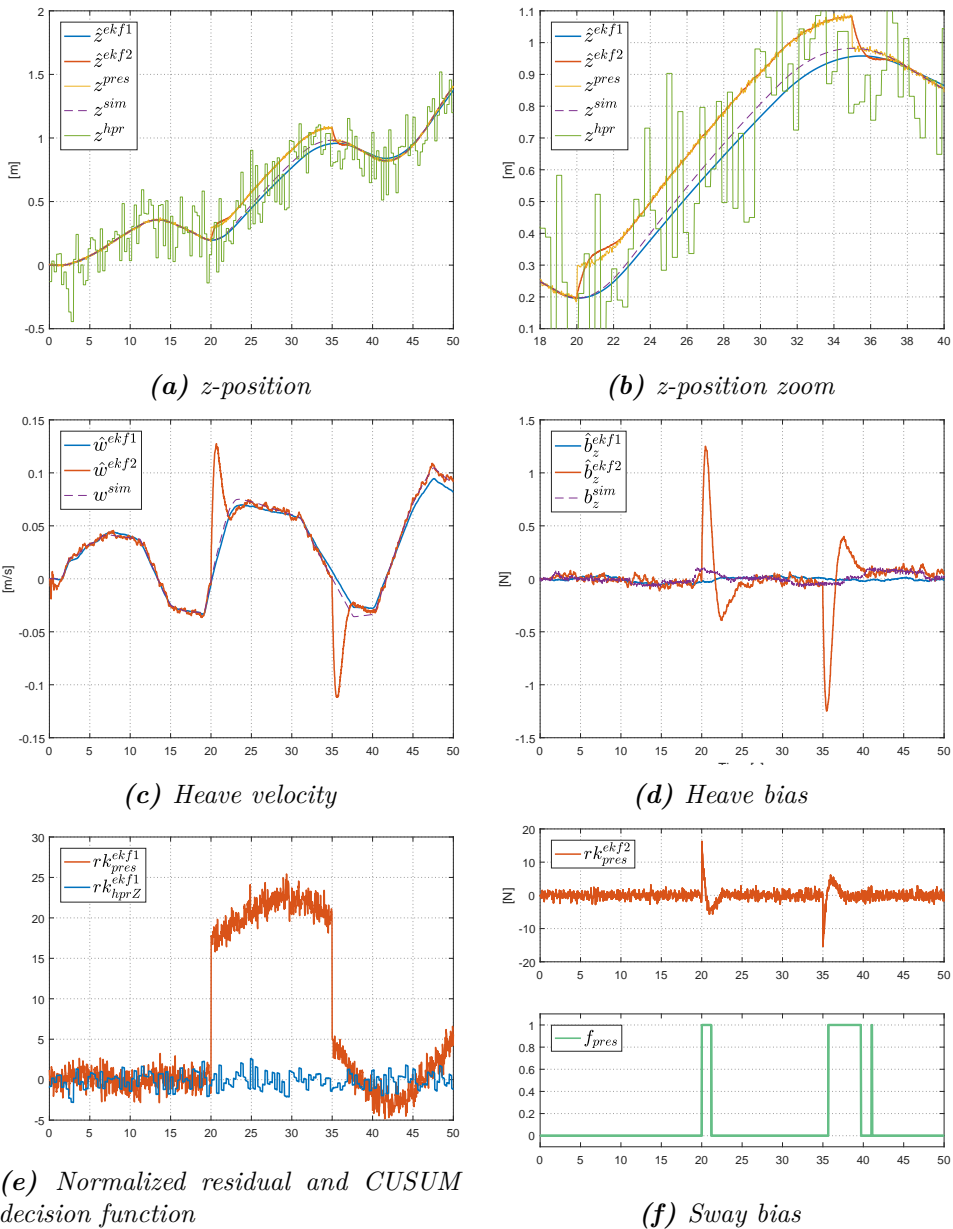 2
1.5
1
0.5
0
-0.5
[m]
ẑ^{ekf1}
ẑ^{ekf2}
z^{pres}
z^{sim}
z^{hpr}
0 5 10 15 20 25 30 35 40 45 50
(a) z-position
1.1
1
0.9
0.8
0.7
0.6
0.5
0.4
0.3
0.2
0.1
[m]
ẑ^{ekf1}
ẑ^{ekf2}
z^{pres}
z^{sim}
z^{hpr}
18 20 22 24 26 28 30 32 34 36 38 40
(b) z-position zoom
0.15
0.1
0.05
0
-0.05
-0.1
-0.15
[m/s]
ŵ^{ekf1}
ŵ^{ekf2}
w^{sim}
0 5 10 15 20 25 30 35 40 45 50
(c) Heave velocity
1.5
1
0.5
0
-0.5
-1
-1.5
[N]
b̂_z^{ekf1}
b̂_z^{ekf2}
b_z^{sim}
0 5 10 15 20 25 30 35 40 45 50
(d) Heave bias
30
25
20
15
10
5
0
-5
rk_{pres}^{ekf1}
rk_{hprZ}^{ekf1}
0 5 10 15 20 25 30 35 40 45 50
(e) Normalized residual and CUSUM
decision function
20
10
0
-10
-20
[N]
rk_{pres}^{ekf2}
0 5 10 15 20 25 30 35 40 45 50
1
0.8
0.6
0.4
0.2
0
f_{pres}
0 5 10 15 20 25 30 35 40 45 50
(f) Sway bias